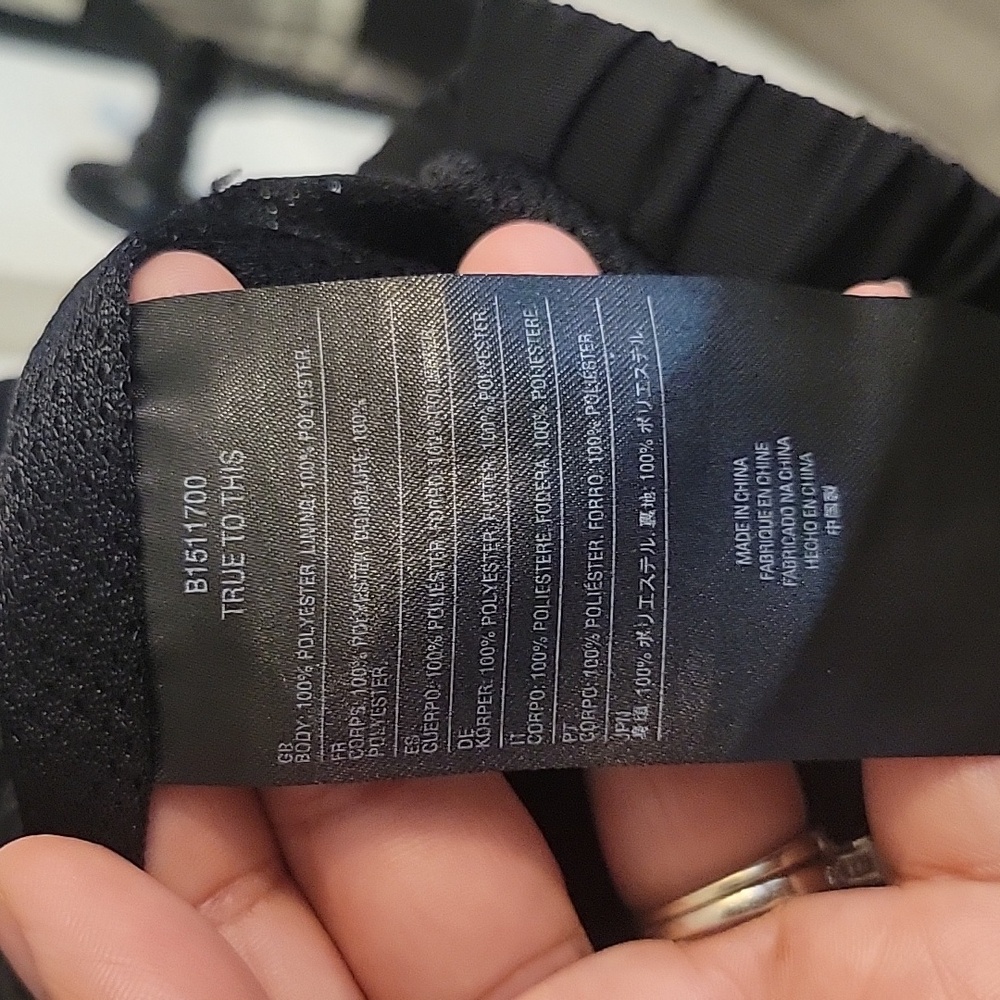 B1511700
TRUE TO THIS
GB
BODY: 100% POLYESTER. LINING: 100% POLYESTER.
FR
CORPS: 100% POLYESTER. DOUBLURE: 100%
POLYESTER.
ES
CUERPO: 100% POLIÉSTER. FORRO: 100% POLIÉSTER.
DE
KÖRPER: 100% POLYESTER. FUTTER: 100% POLYESTER.
IT
CORPO: 100% POLIESTERE. FODERA: 100% POLIESTERE.
PT
CORPO: 100% POLIÉSTER. FORRO: 100% POLIÉSTER
JPN
身頃: 100% ポリエステル. 裏地: 100% ポリエステル.
MADE IN CHINA
FABRIQUE EN CHINE
FABRICADO NA CHINA
HECHO EN CHINA
中国製